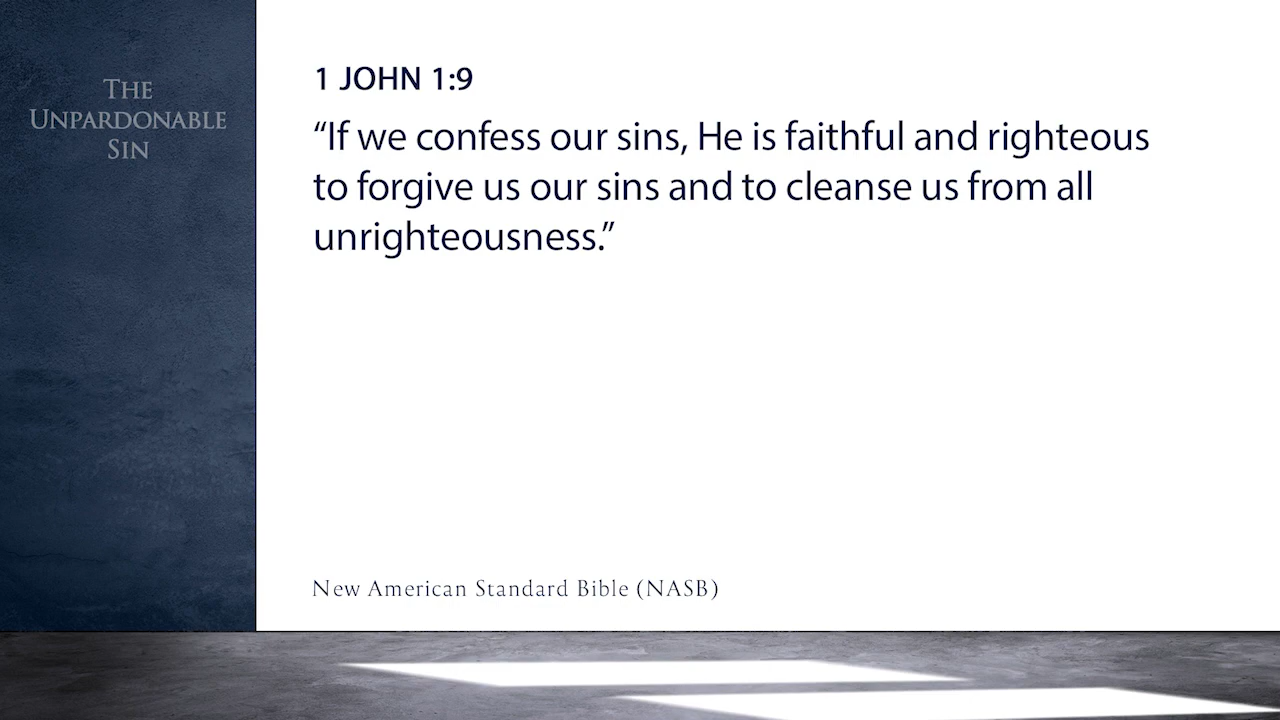 The
Unpardonable
Sin
1 JOHN 1:9
“If we confess our sins, He is faithful and righteous
to forgive us our sins and to cleanse us from all
unrighteousness.”
New American Standard Bible (NASB)